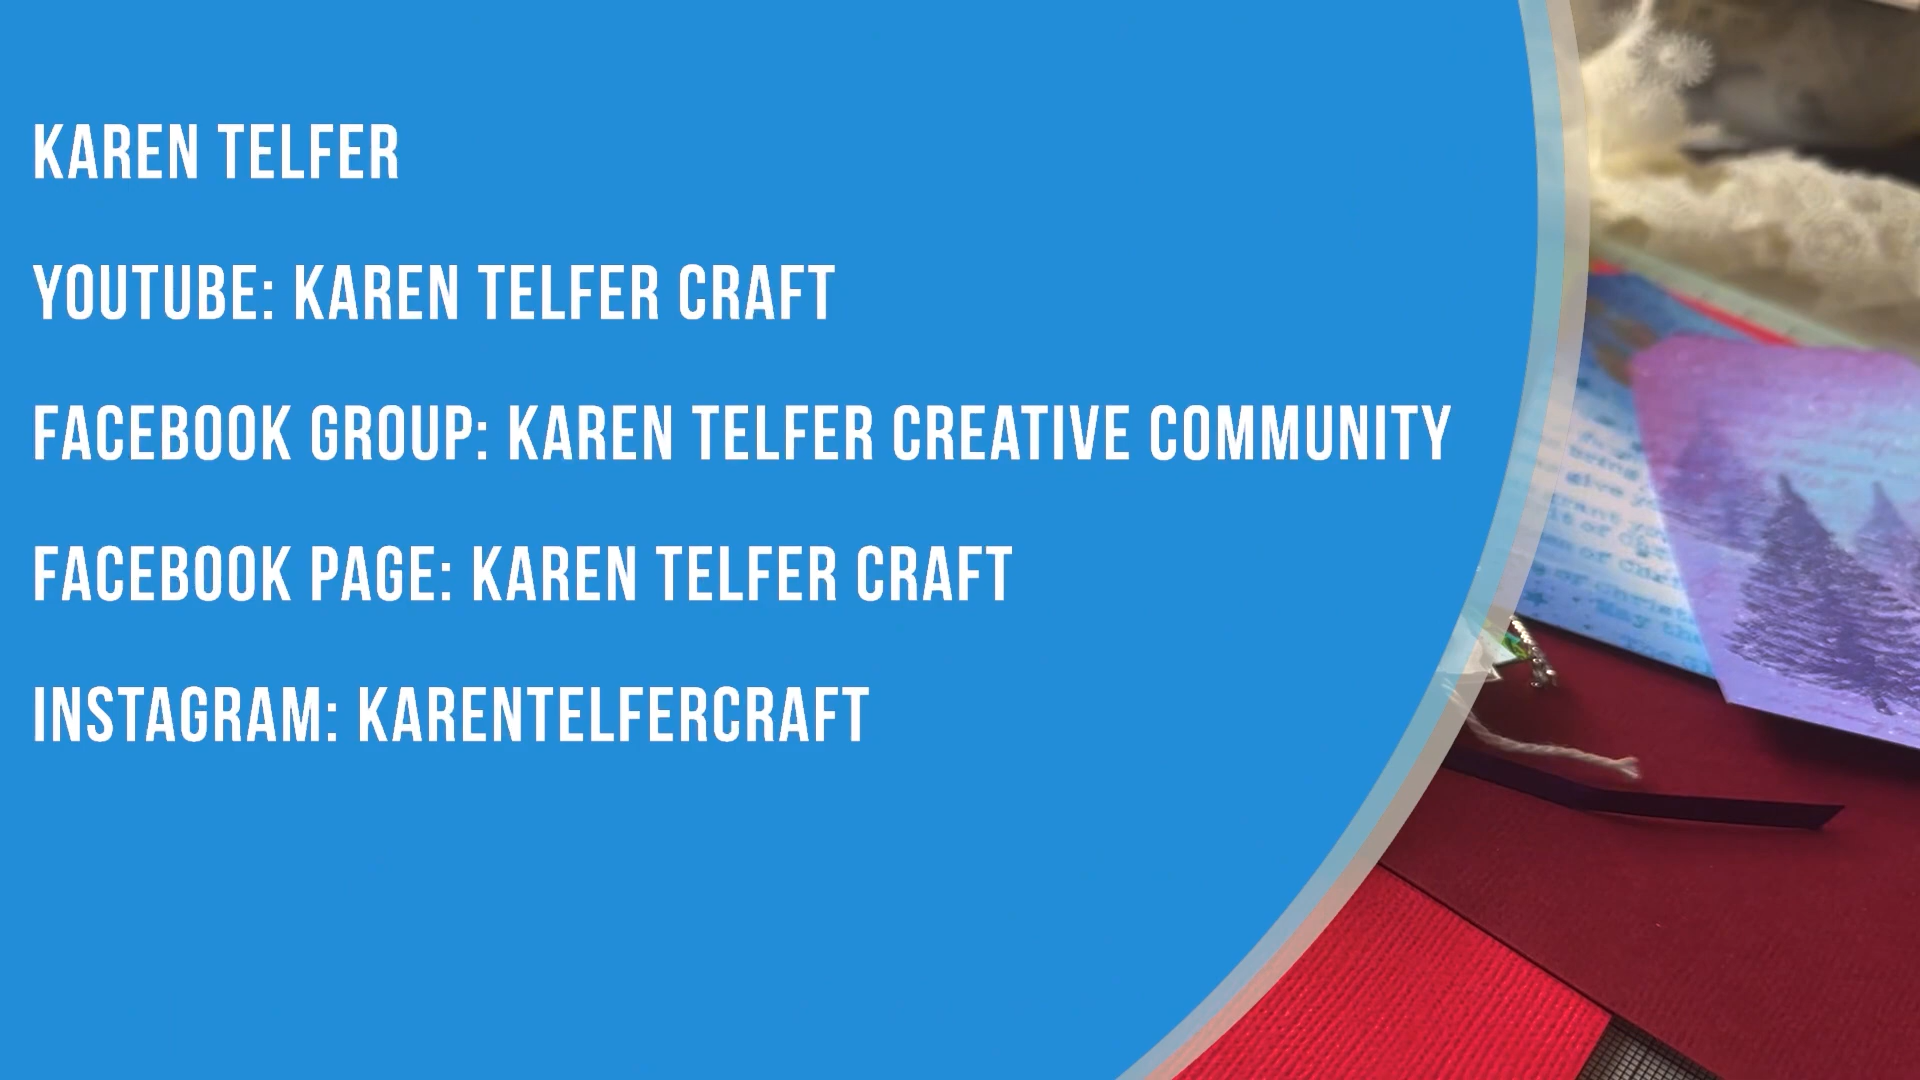 KAREN TELFER
YOUTUBE: KAREN TELFER CRAFT
FACEBOOK GROUP: KAREN TELFER CREATIVE COMMUNITY
FACEBOOK PAGE: KAREN TELFER CRAFT
INSTAGRAM: KARENTELFERCRAFT
give